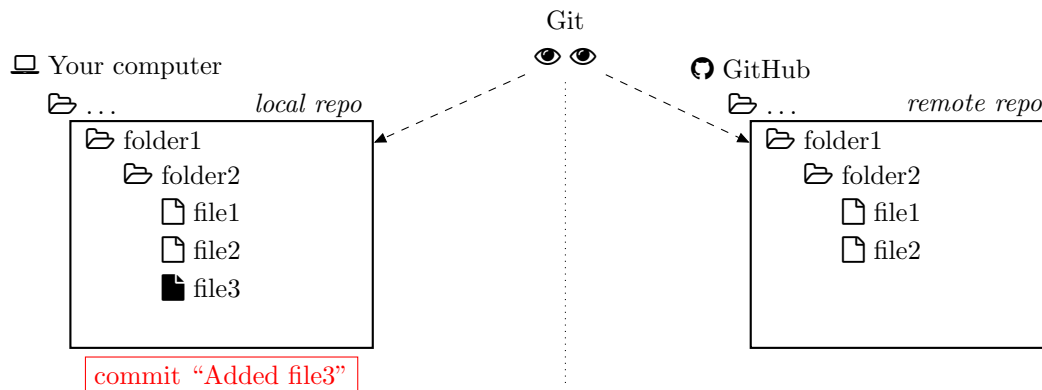 Git
Your computer
... local repo
folder1
folder2
file1
file2
file3
commit “Added file3”
GitHub
... remote repo
folder1
folder2
file1
file2